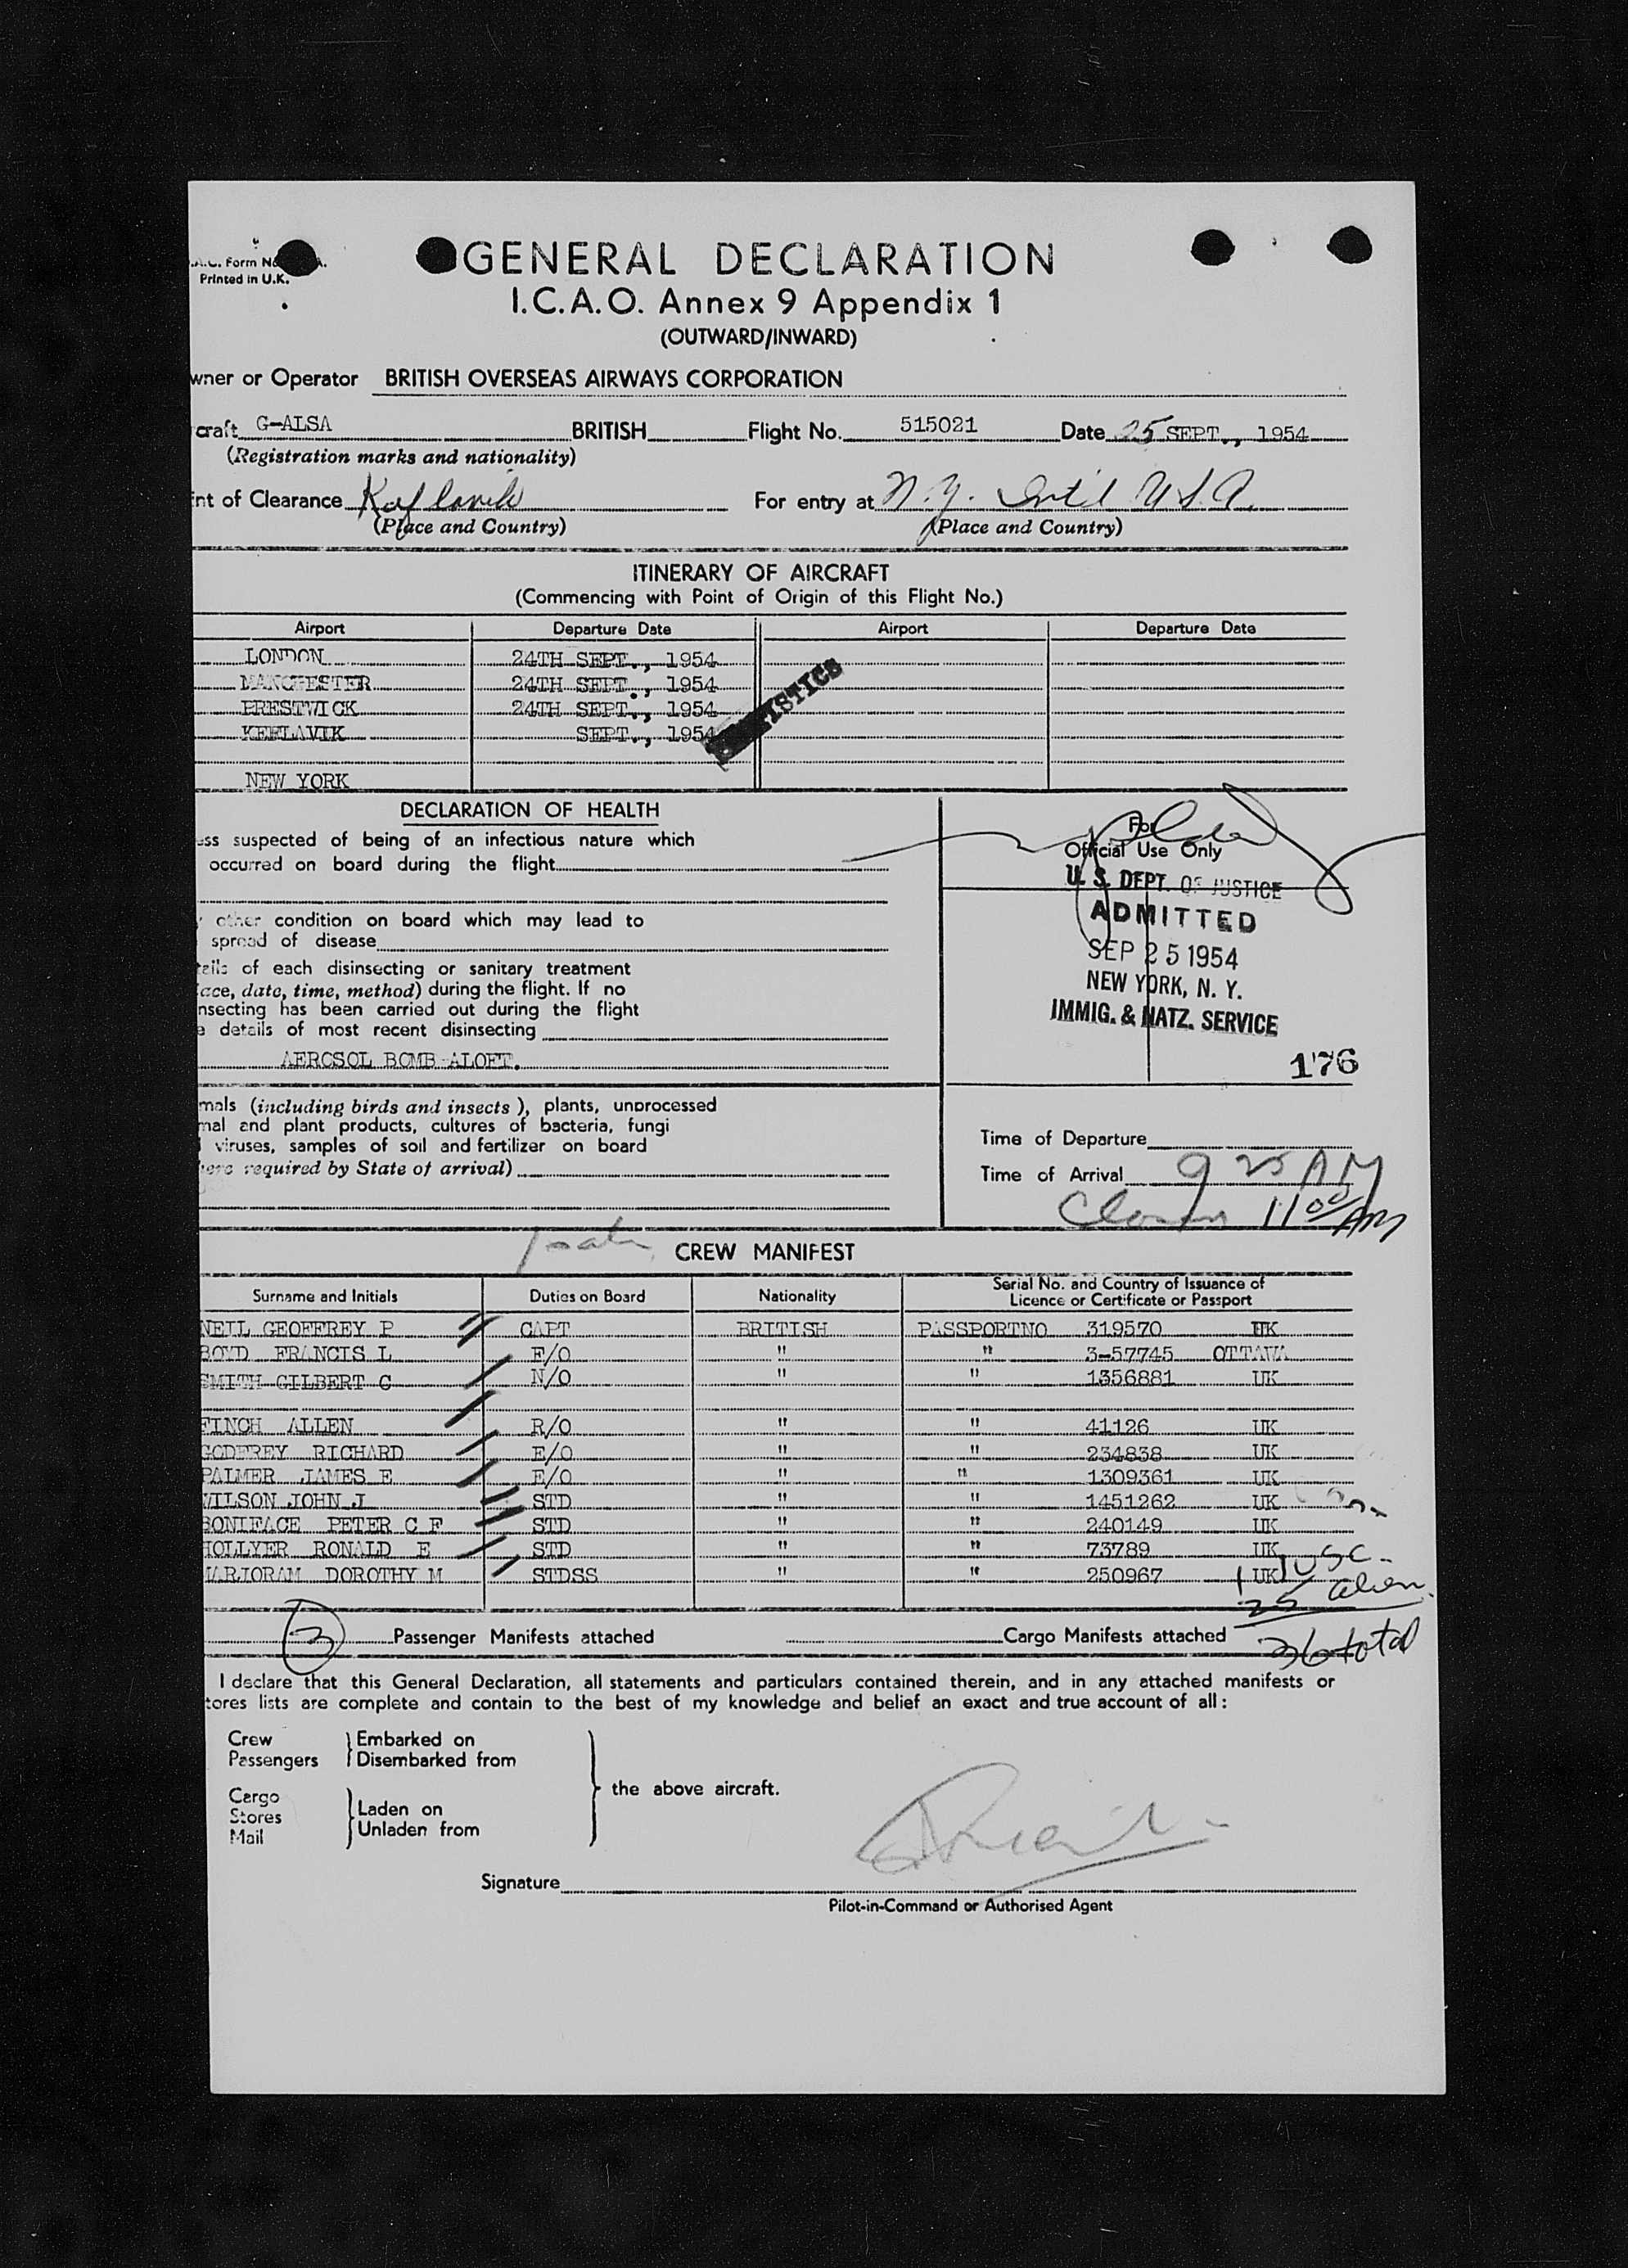 GENERAL DECLARATION
Form
Printed in U.K.
I.C.A.O. Annex 9 Appendix 1
(OUTWARD/INWARD)
wner or Operator BRITISH OVERSEAS AIRWAYS CORPORATION
craft G-ALSA BRITISH Flight No. 515021 Date 25 SEPT., 1954
(Registration marks and nationality)
nt of Clearance Keflavik For entry at N.Y. Int'l U.S.A.
(Place and Country) (Place and Country)
ITINERARY OF AIRCRAFT
(Commencing with Point of Origin of this Flight No.)
Airport Departure Date Airport Departure Date
LONDON 24TH SEPT., 1954
MANCHESTER 24TH SEPT., 1954
PRESTWICK 24TH SEPT., 1954
KEFLAVIK SEPT., 1954
NEW YORK
DECLARATION OF HEALTH
ess suspected of being of an infectious nature which
occurred on board during the flight
other condition on board which may lead to
spread of disease
tails of each disinsecting or sanitary treatment
lace, date, time, method) during the flight. If no
nsecting has been carried out during the flight
e details of most recent disinsecting
AEROSOL BOMB ALOFT.
For
Official Use Only
U. S. DEPT. OF JUSTICE
ADMITTED
SEP 25 1954
NEW YORK, N. Y.
IMMIG. & NATZ. SERVICE
176
mals (including birds and insects), plants, unprocessed
mal and plant products, cultures of bacteria, fungi
viruses, samples of soil and fertilizer on board
here required by State of arrival)
Time of Departure
Time of Arrival 9 25 AM
11 00 AM
CREW MANIFEST
Surname and Initials Duties on Board Nationality Serial No. and Country of Issuance of
Licence or Certificate or Passport
NEIL GEOFFREY P CAPT BRITISH PASSPORTNO 319570 UK
BOYD FRANCIS L F/O " " 3-57745 OTTAWA
SMITH GILBERT C N/O " " 1356881 UK
FINCH ALLEN R/O " " 41126 UK
GODFREY RICHARD E/O " " 234838 UK
PALMER JAMES E E/O " " 1309361 UK
WILSON JOHN J STD " " 1451262 UK
BONIFACE PETER C F STD " " 240149 UK
HOLLYER RONALD E STD " " 73789 UK
MARJORAM DOROTHY M STDSS " " 250967 UK
USC
alien
36 total
3 Passenger Manifests attached Cargo Manifests attached
I declare that this General Declaration, all statements and particulars contained therein, and in any attached manifests or
tores lists are complete and contain to the best of my knowledge and belief an exact and true account of all:
Crew Embarked on
Passengers Disembarked from
the above aircraft.
Cargo
Stores Laden on
Mail Unladen from
Signature
Pilot-in-Command or Authorised Agent